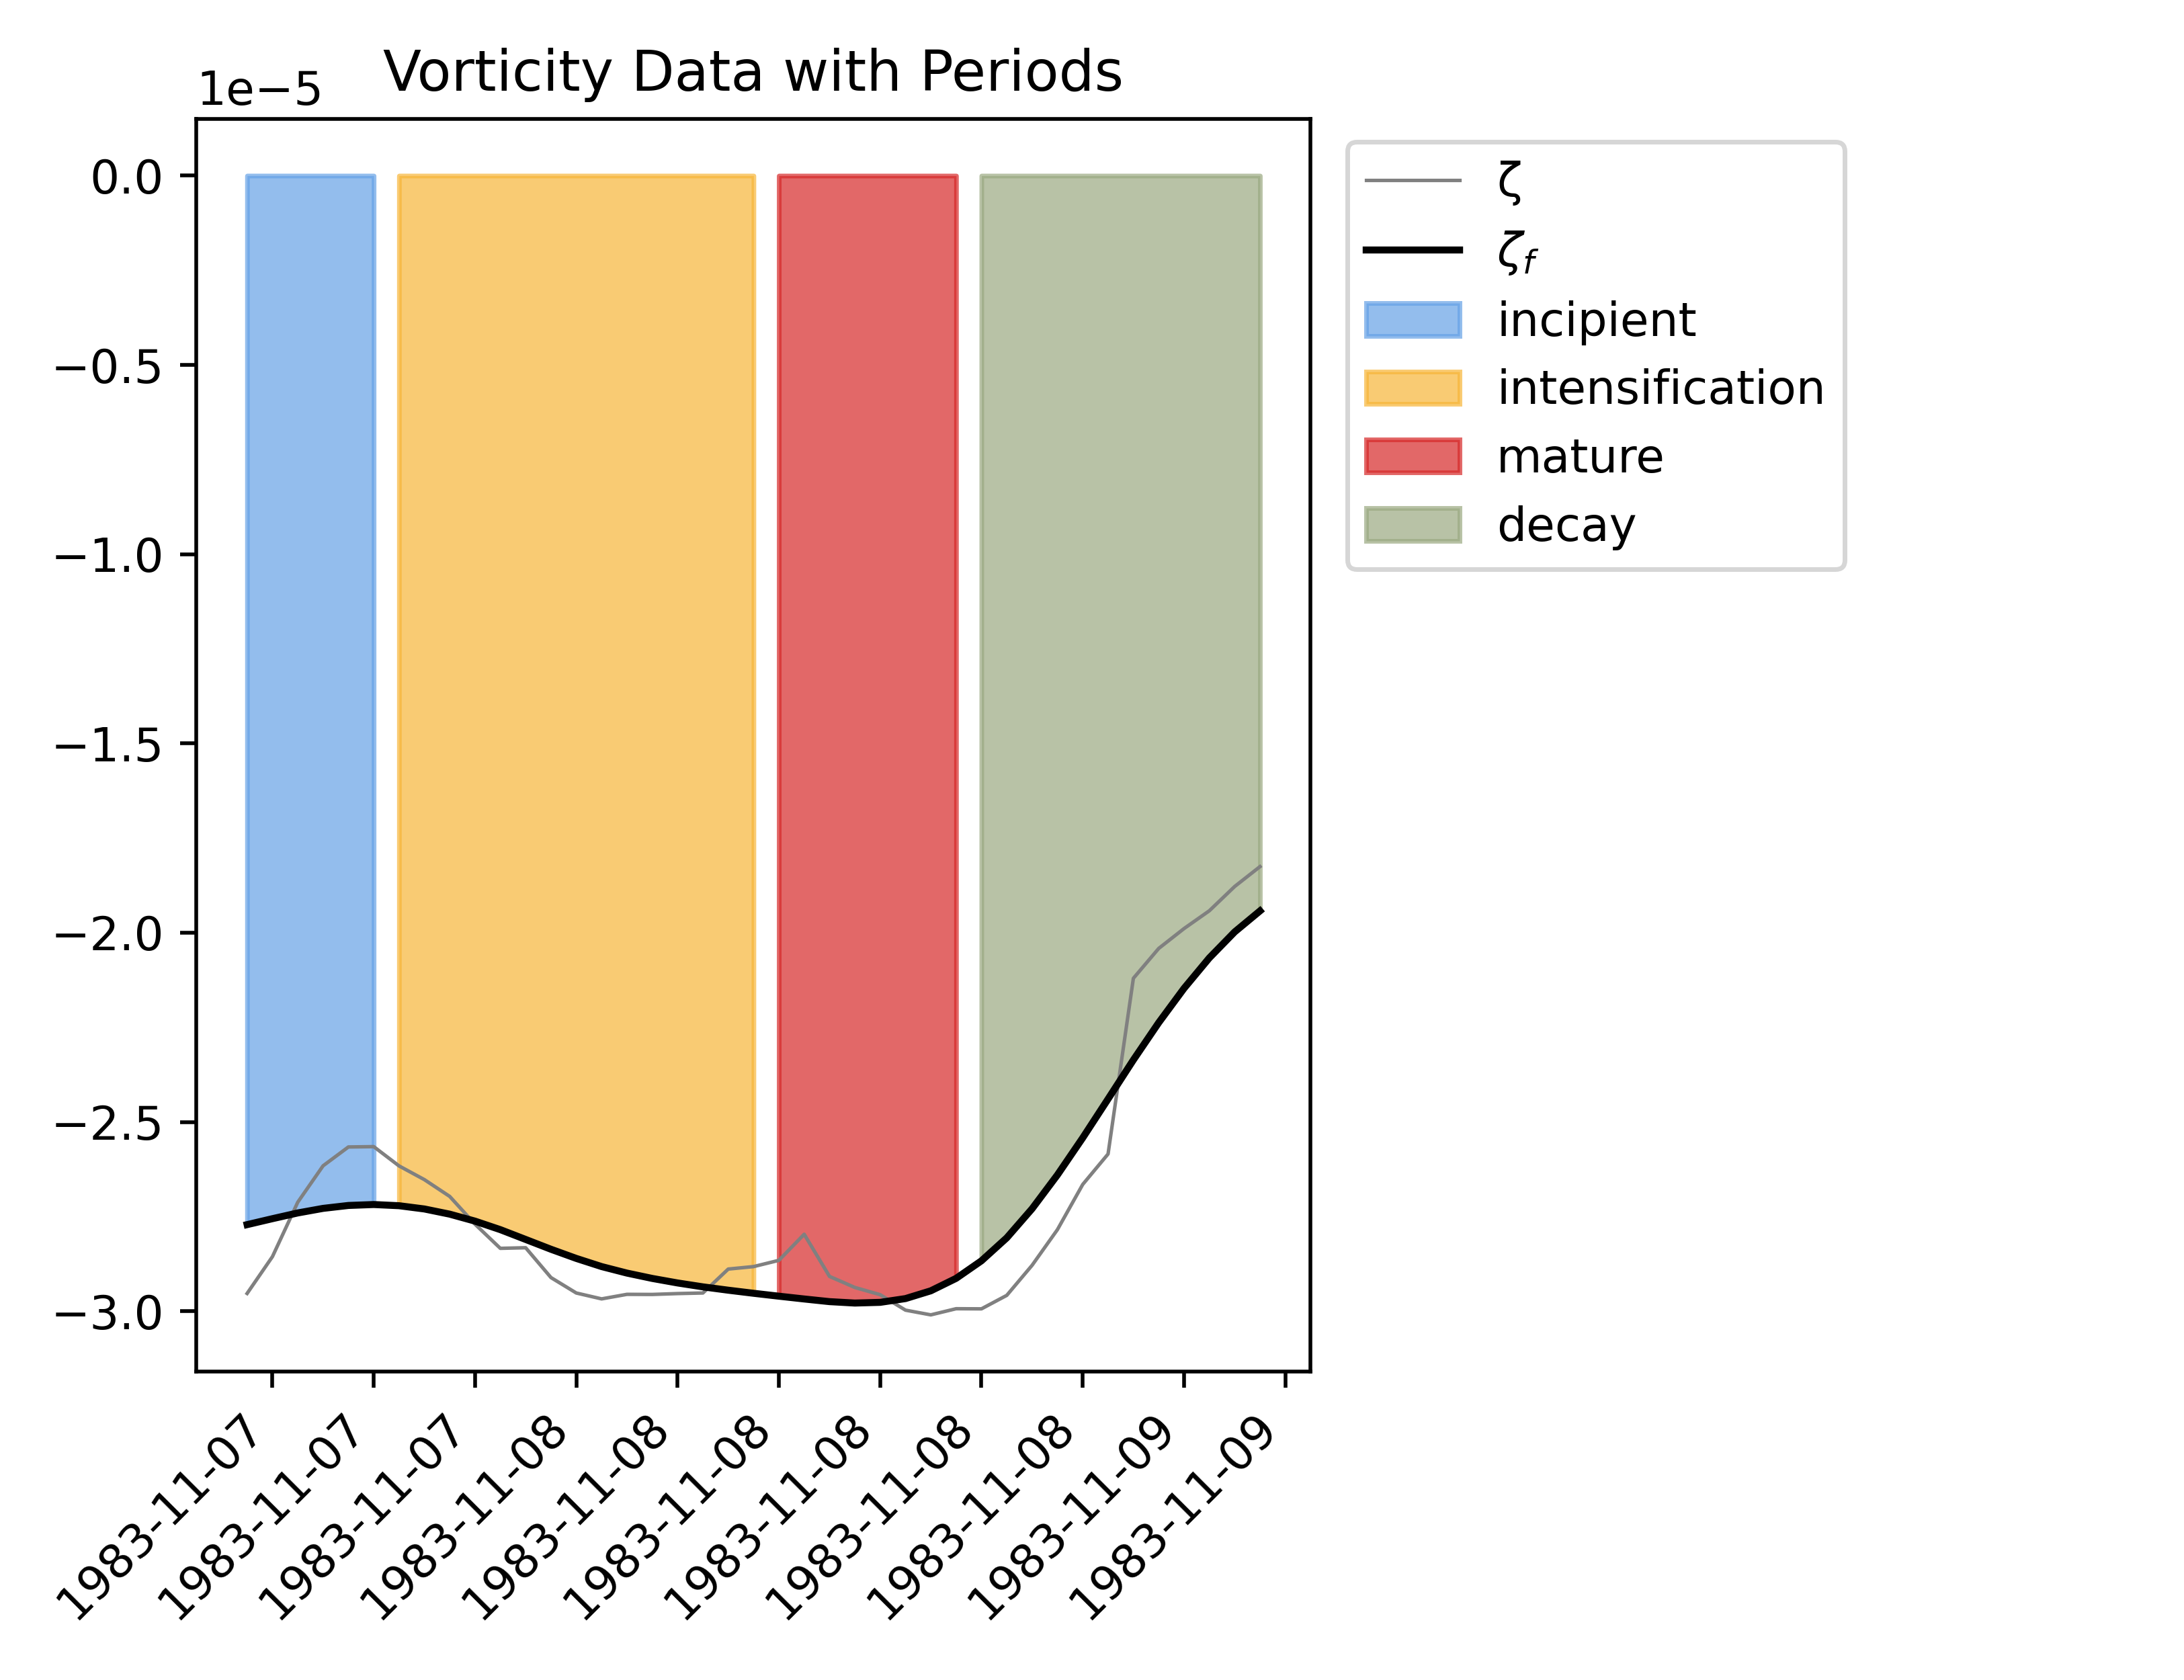 Vorticity Data with Periods
1e−5
0.0
−0.5
−1.0
−1.5
−2.0
−2.5
−3.0
1983-11-07
1983-11-07
1983-11-07
1983-11-08
1983-11-08
1983-11-08
1983-11-08
1983-11-08
1983-11-08
1983-11-09
1983-11-09
ζ
ζf
incipient
intensification
mature
decay